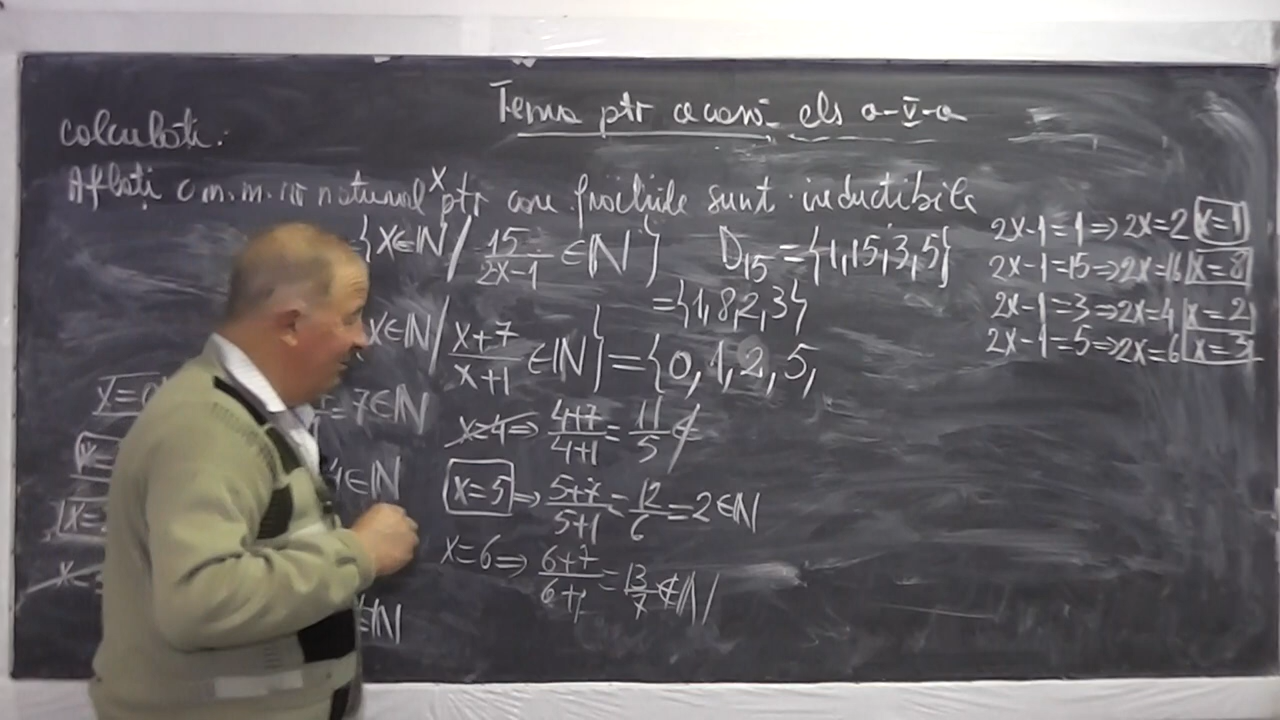 Tema ptr acasă cls a-V-a
Calculați:
Aflați c.m.m. nr natural x ptr care fracțiile sunt ireductibile
{x∈ℕ / 15/(2x-1) ∈ℕ} D₁₅={1,15,3,5}
={1,8,2,3}
x∈ℕ / (x+7)/(x+1) ∈ℕ}={0,1,2,5,
=7∈ℕ
∈ℕ
x=4⇒ (4+7)/(4+1)=11/5∉
x=5⇒ (5+7)/(5+1)=12/6=2∈ℕ
x=6⇒ (6+7)/(6+1)=13/7∉ℕ
2x-1=1⇒2x=2 x=1
2x-1=15⇒2x=16 x=8
2x-1=3⇒2x=4 x=2
2x-1=5⇒2x=6 x=3